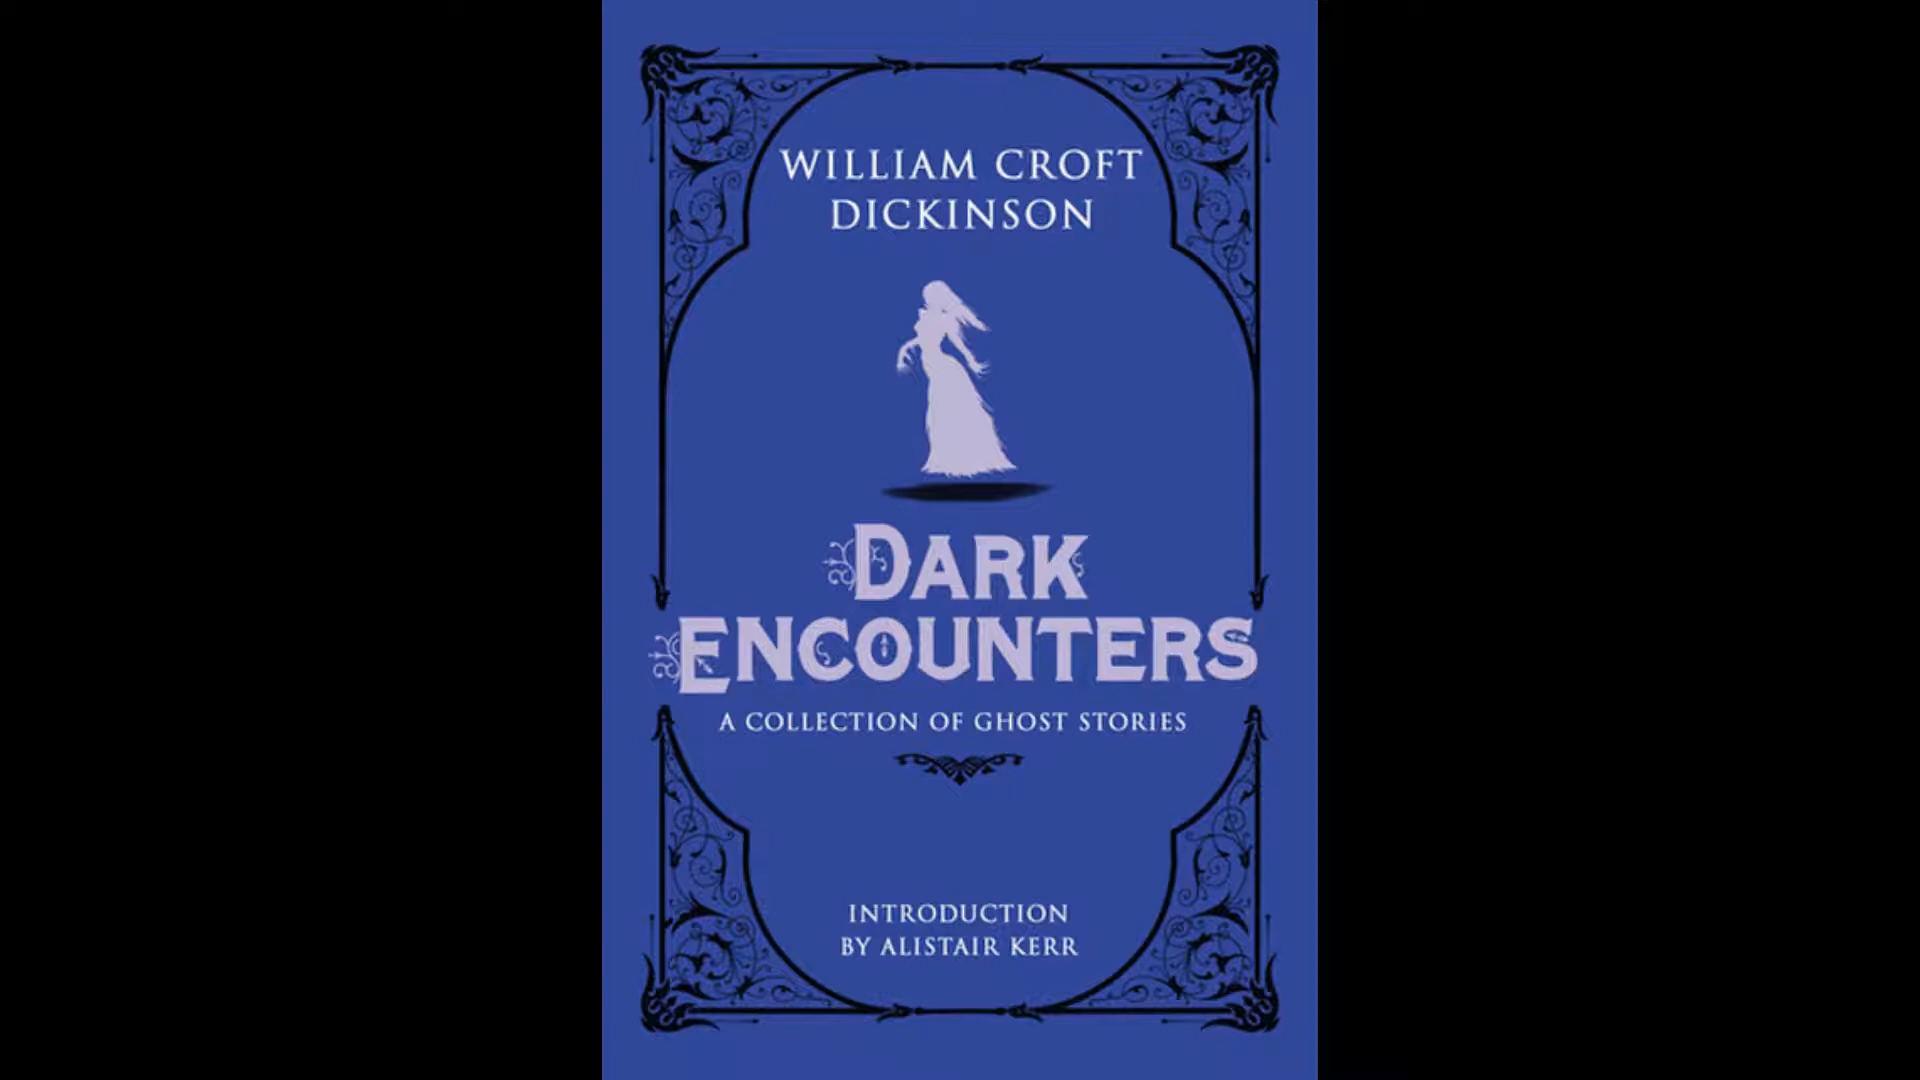 WILLIAM CROFT
DICKINSON
DARK
ENCOUNTERS
A COLLECTION OF GHOST STORIES
INTRODUCTION
BY ALISTAIR KERR